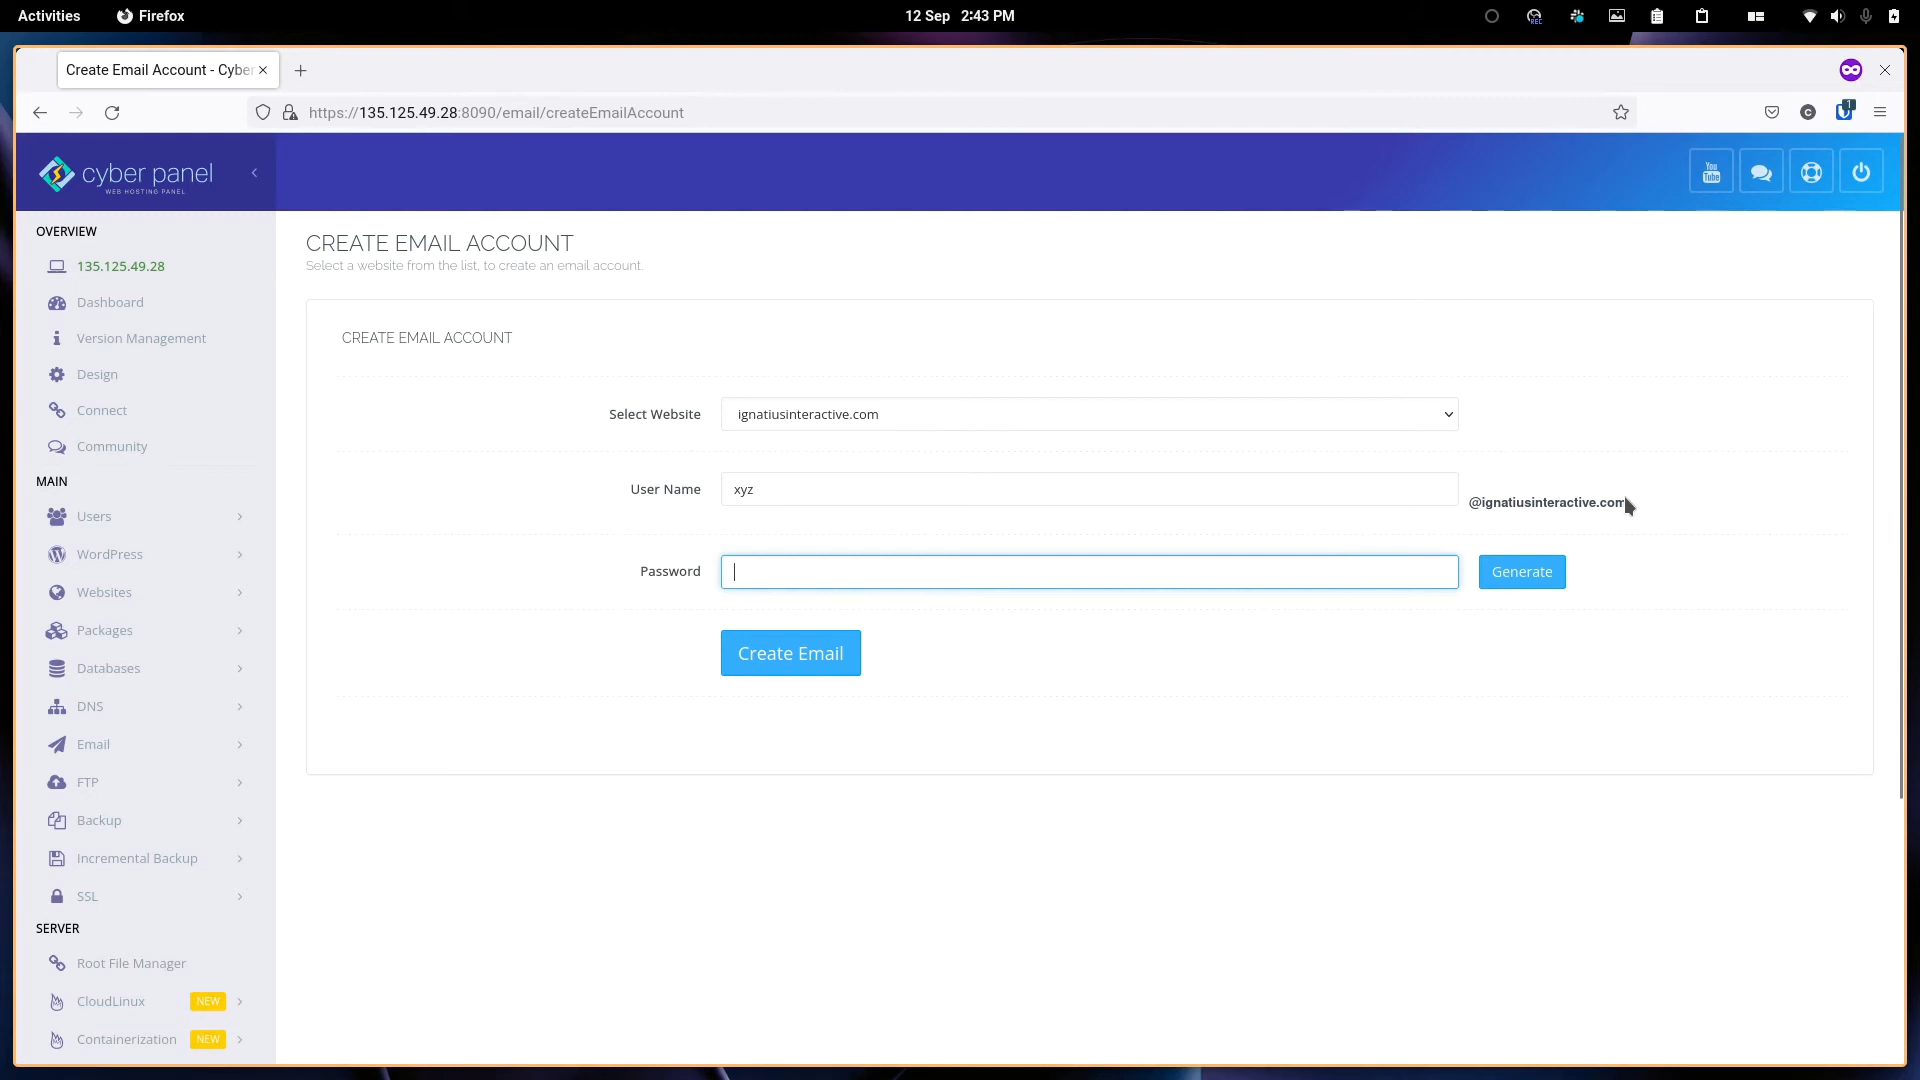 Activities Firefox 12 Sep 2:43 PM
REC
Create Email Account - Cyber
1
https://135.125.49.28:8090/email/createEmailAccount
cyber panel
WEB HOSTING PANEL
You
Tube
OVERVIEW
135.125.49.28
Dashboard
Version Management
Design
Connect
Community
MAIN
Users
WordPress
Websites
Packages
Databases
DNS
Email
FTP
Backup
Incremental Backup
SSL
SERVER
Root File Manager
CloudLinux NEW
Containerization NEW
CREATE EMAIL ACCOUNT
Select a website from the list, to create an email account.
CREATE EMAIL ACCOUNT
Select Website ignatiusinteractive.com
User Name xyz @ignatiusinteractive.com
Password Generate
Create Email